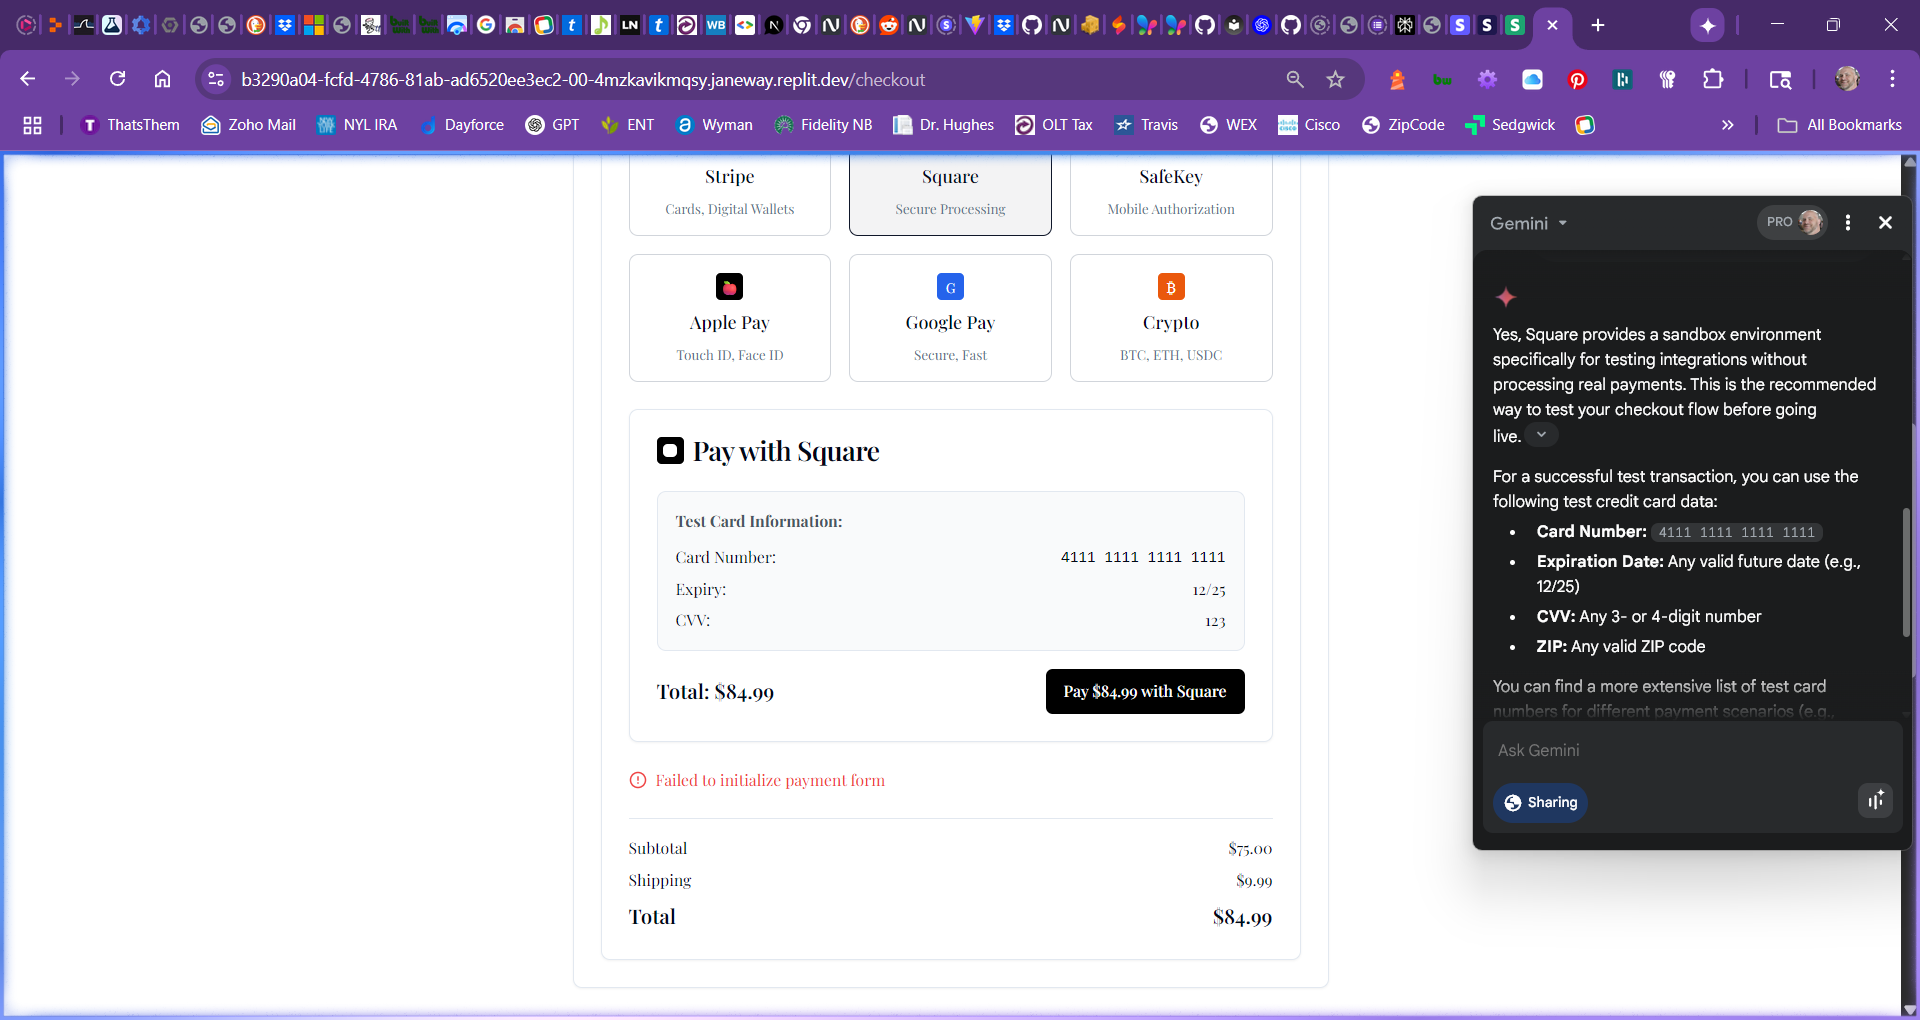 LN
WB
N
S
S
S
b3290a04-fcfd-4786-81ab-ad6520ee3ec2-00-4mzkavikmqsy.janeway.replit.dev/checkout
ThatsThem
Zoho Mail
NYL IRA
Dayforce
GPT
ENT
Wyman
Fidelity NB
Dr. Hughes
OLT Tax
Travis
WEX
Cisco
ZipCode
Sedgwick
»
All Bookmarks
Stripe
Cards, Digital Wallets
Square
Secure Processing
SafeKey
Mobile Authorization
Apple Pay
Touch ID, Face ID
G
Google Pay
Secure, Fast
Crypto
BTC, ETH, USDC
Pay with Square
Test Card Information:
Card Number: 4111 1111 1111 1111
Expiry: 12/25
CVV: 123
Total: $84.99
Pay $84.99 with Square
Failed to initialize payment form
Subtotal $75.00
Shipping $9.99
Total $84.99
Gemini
PRO
Yes, Square provides a sandbox environment
specifically for testing integrations without
processing real payments. This is the recommended
way to test your checkout flow before going
live.
For a successful test transaction, you can use the
following test credit card data:
• Card Number: 4111 1111 1111 1111
• Expiration Date: Any valid future date (e.g.,
12/25)
• CVV: Any 3- or 4-digit number
• ZIP: Any valid ZIP code
You can find a more extensive list of test card
numbers for different payment scenarios (e.g.,
Ask Gemini
Sharing